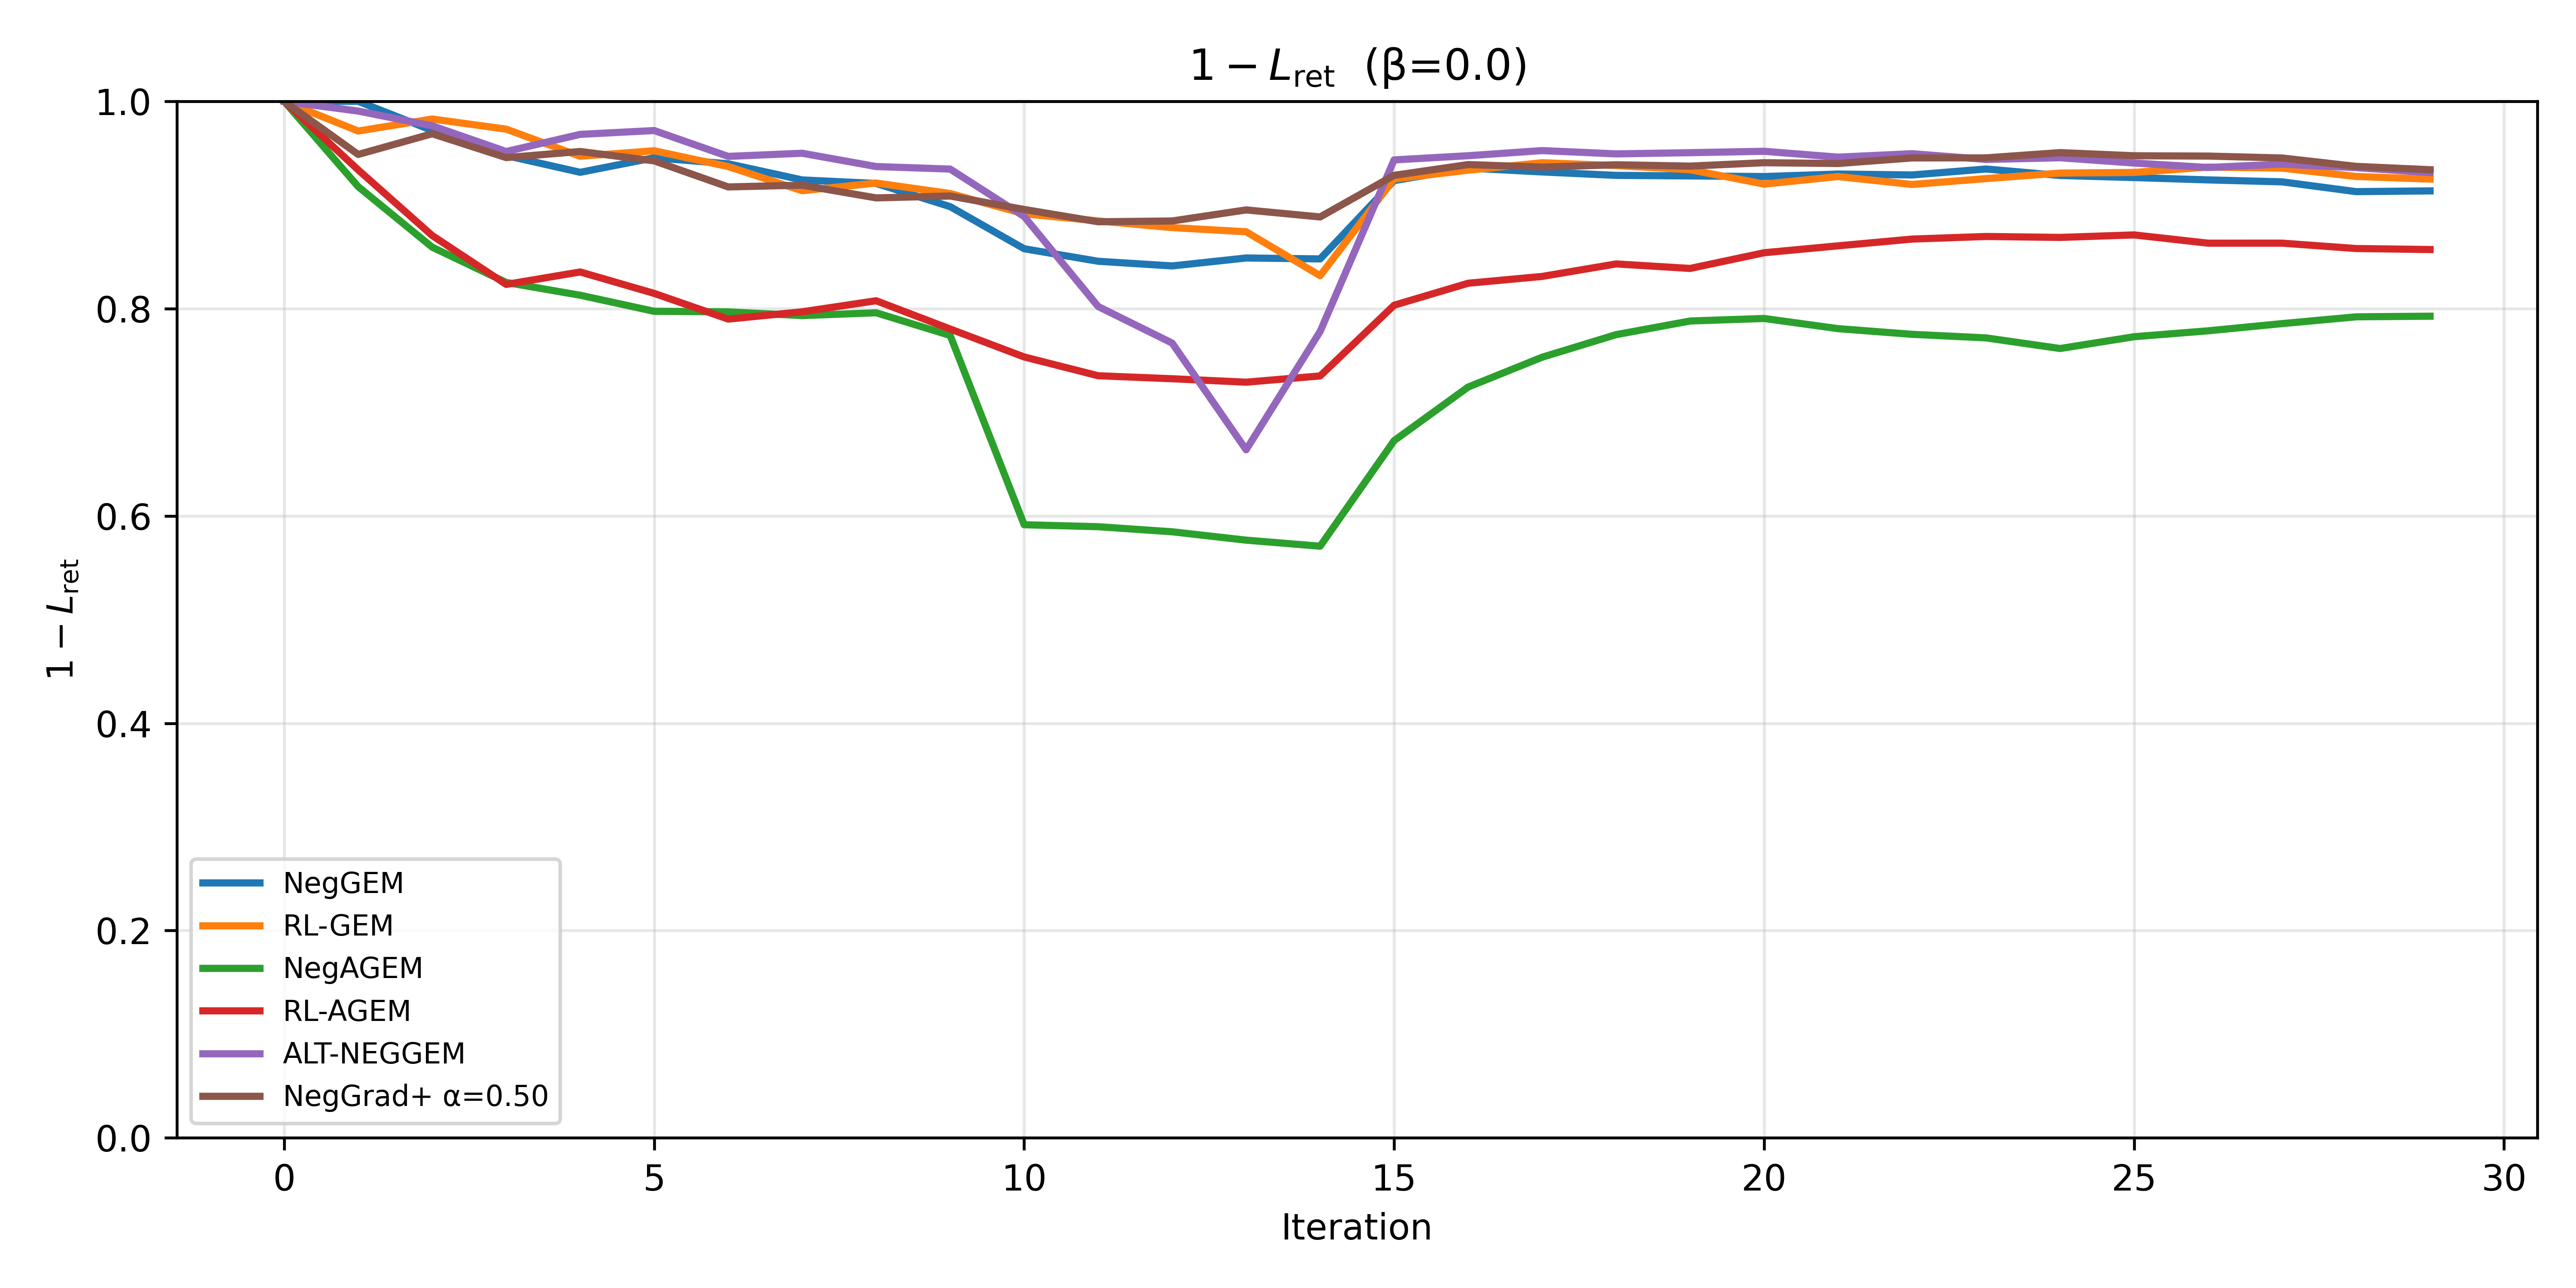 1 − L_ret (β=0.0)
1 − L_ret
1.0
0.8
0.6
0.4
0.2
0.0
NegGEM
RL-GEM
NegAGEM
RL-AGEM
ALT-NEGGEM
NegGrad+ α=0.50
0 5 10 15 20 25 30
Iteration